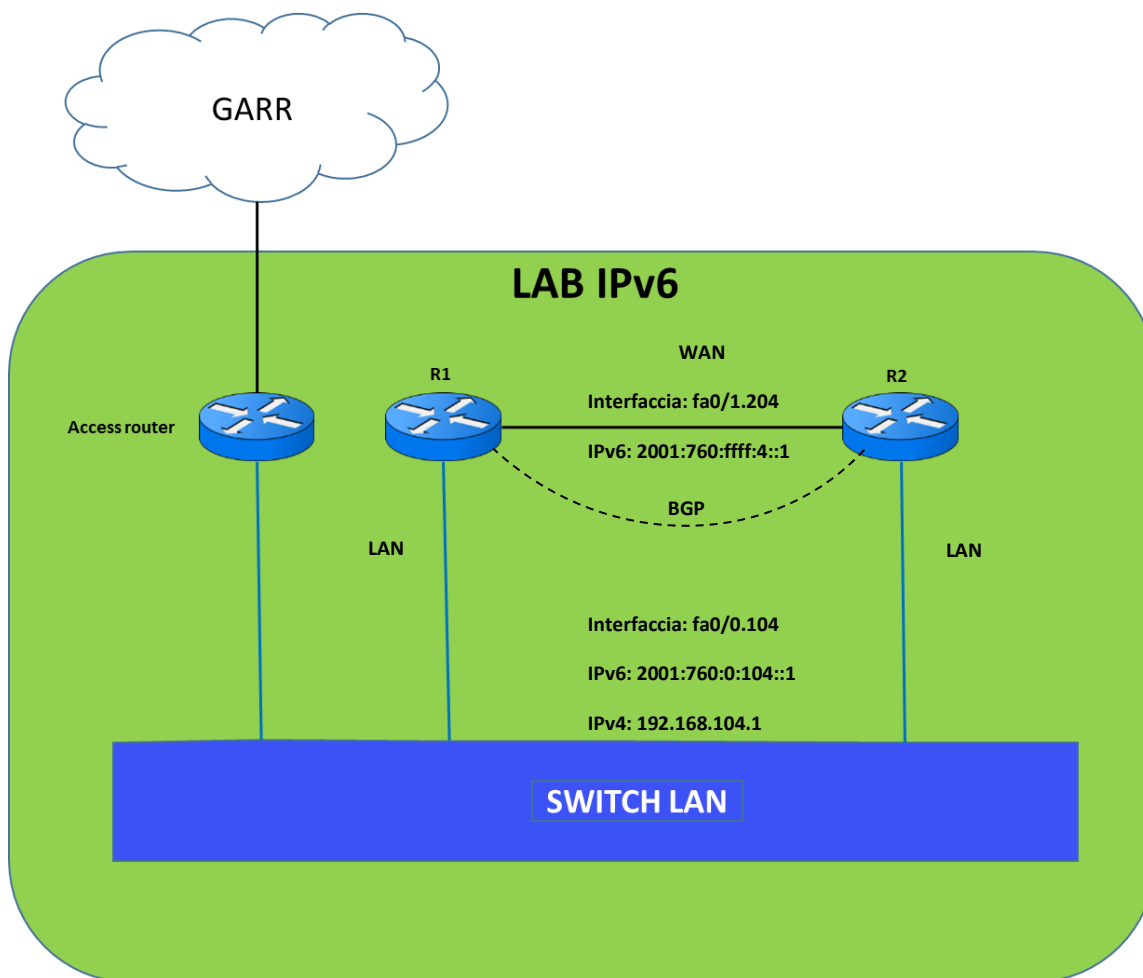 GARR
LAB IPv6
WAN
R1
R2
Interfaccia: fa0/1.204
Access router
IPv6: 2001:760:ffff:4::1
BGP
LAN
LAN
Interfaccia: fa0/0.104
IPv6: 2001:760:0:104::1
IPv4: 192.168.104.1
SWITCH LAN